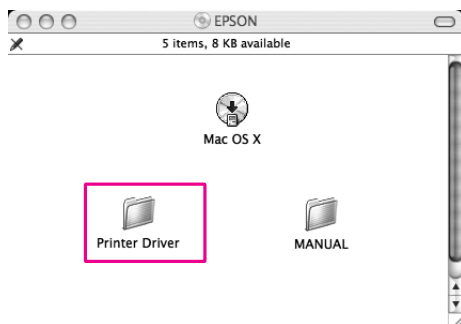 EPSON
5 items, 8 KB available
Mac OS X
Printer Driver
MANUAL